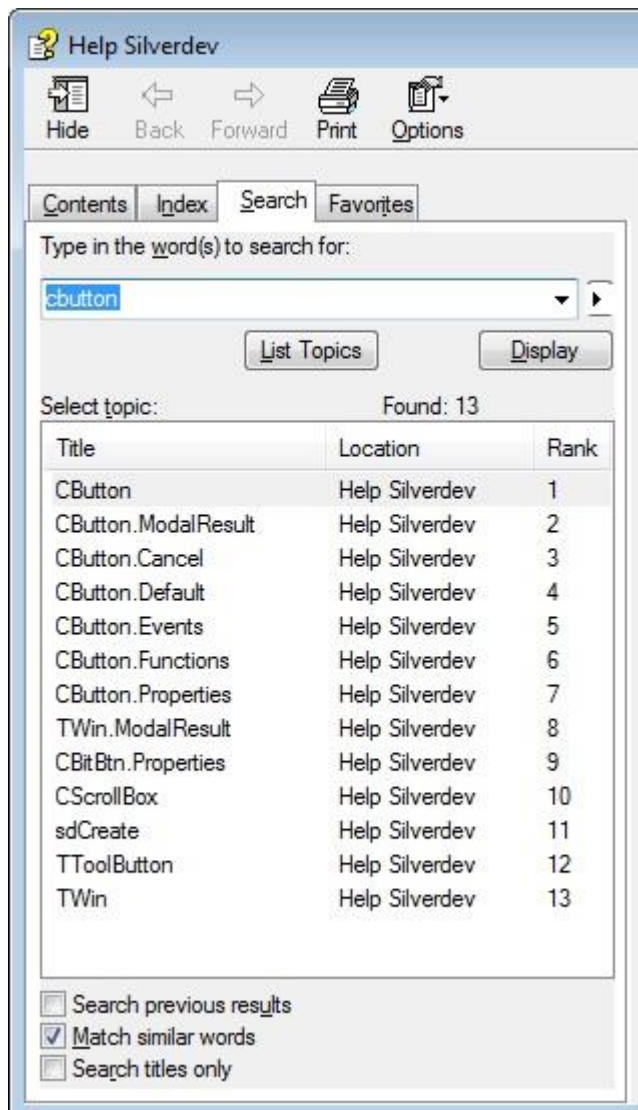 Help Silverdev
Hide Back Forward Print Options
Contents Index Search Favorites
Type in the word(s) to search for:
cbutton
List Topics Display
Select topic: Found: 13
Title Location Rank
CButton Help Silverdev 1
CButton.ModalResult Help Silverdev 2
CButton.Cancel Help Silverdev 3
CButton.Default Help Silverdev 4
CButton.Events Help Silverdev 5
CButton.Functions Help Silverdev 6
CButton.Properties Help Silverdev 7
TWin.ModalResult Help Silverdev 8
CBitBtn.Properties Help Silverdev 9
CScrollBox Help Silverdev 10
sdCreate Help Silverdev 11
TToolButton Help Silverdev 12
TWin Help Silverdev 13
Search previous results
Match similar words
Search titles only